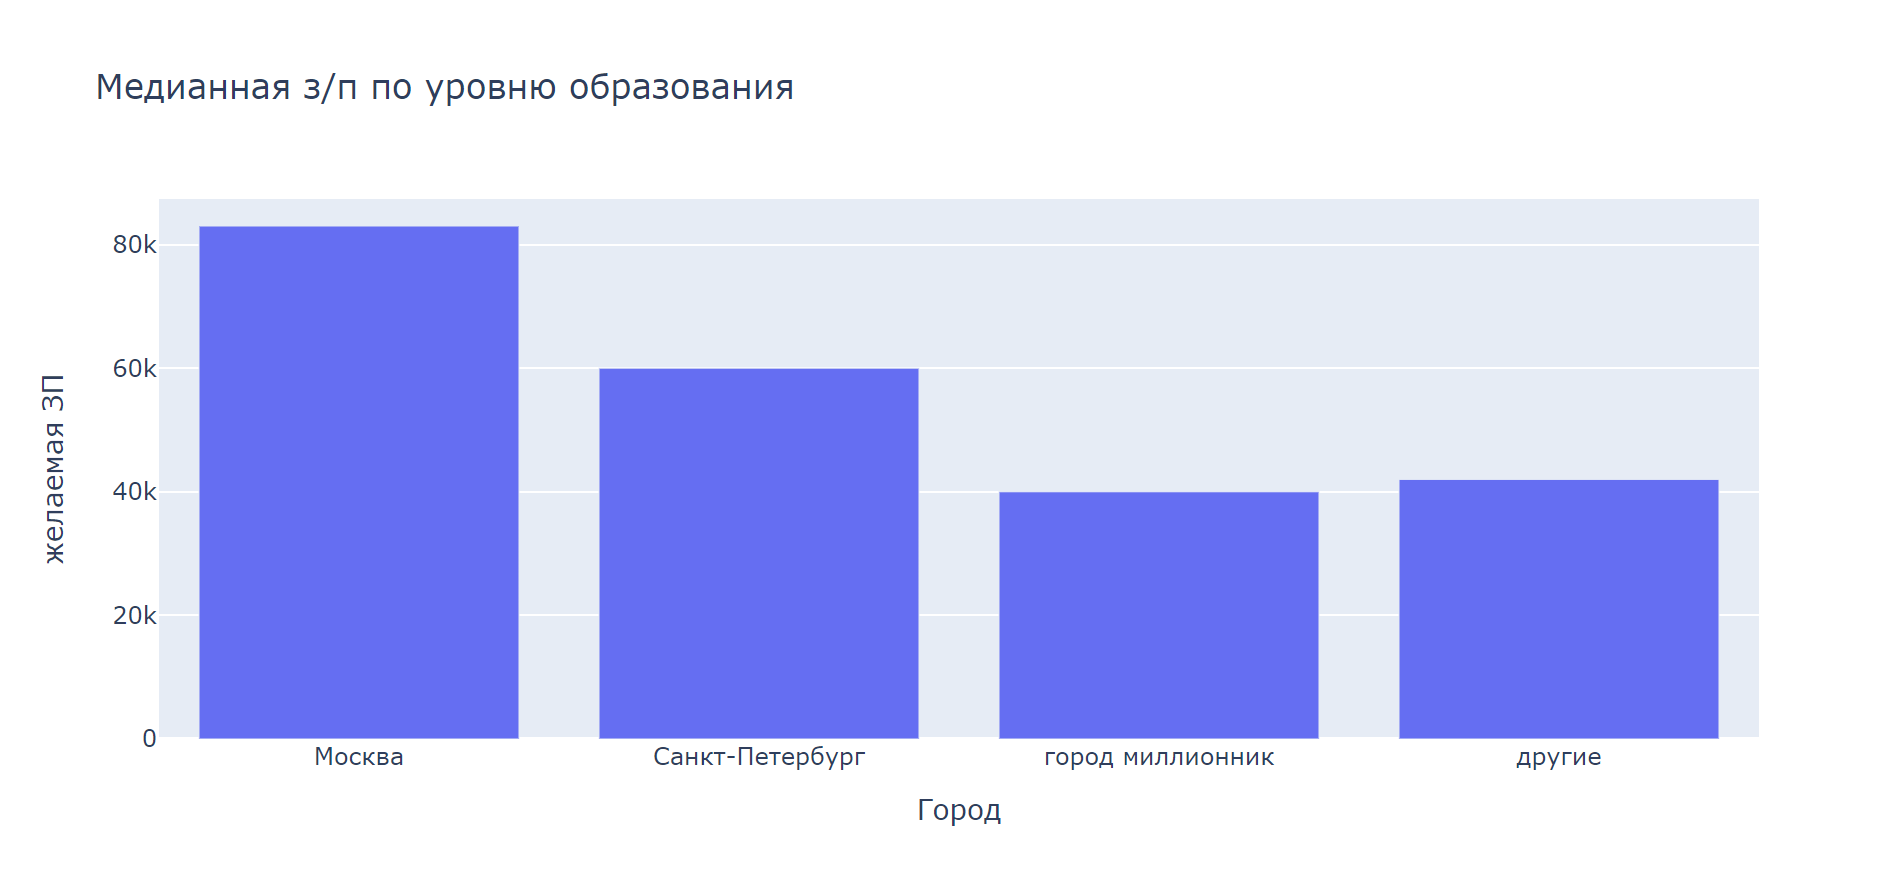 Медианная з/п по уровню образования
желаемая ЗП
80k
60k
40k
20k
0
Москва
Санкт-Петербург
город миллионник
другие
Город